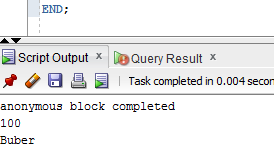 END;
Script Output x Query Result x
Task completed in 0.004 secon
anonymous block completed
100
Buber